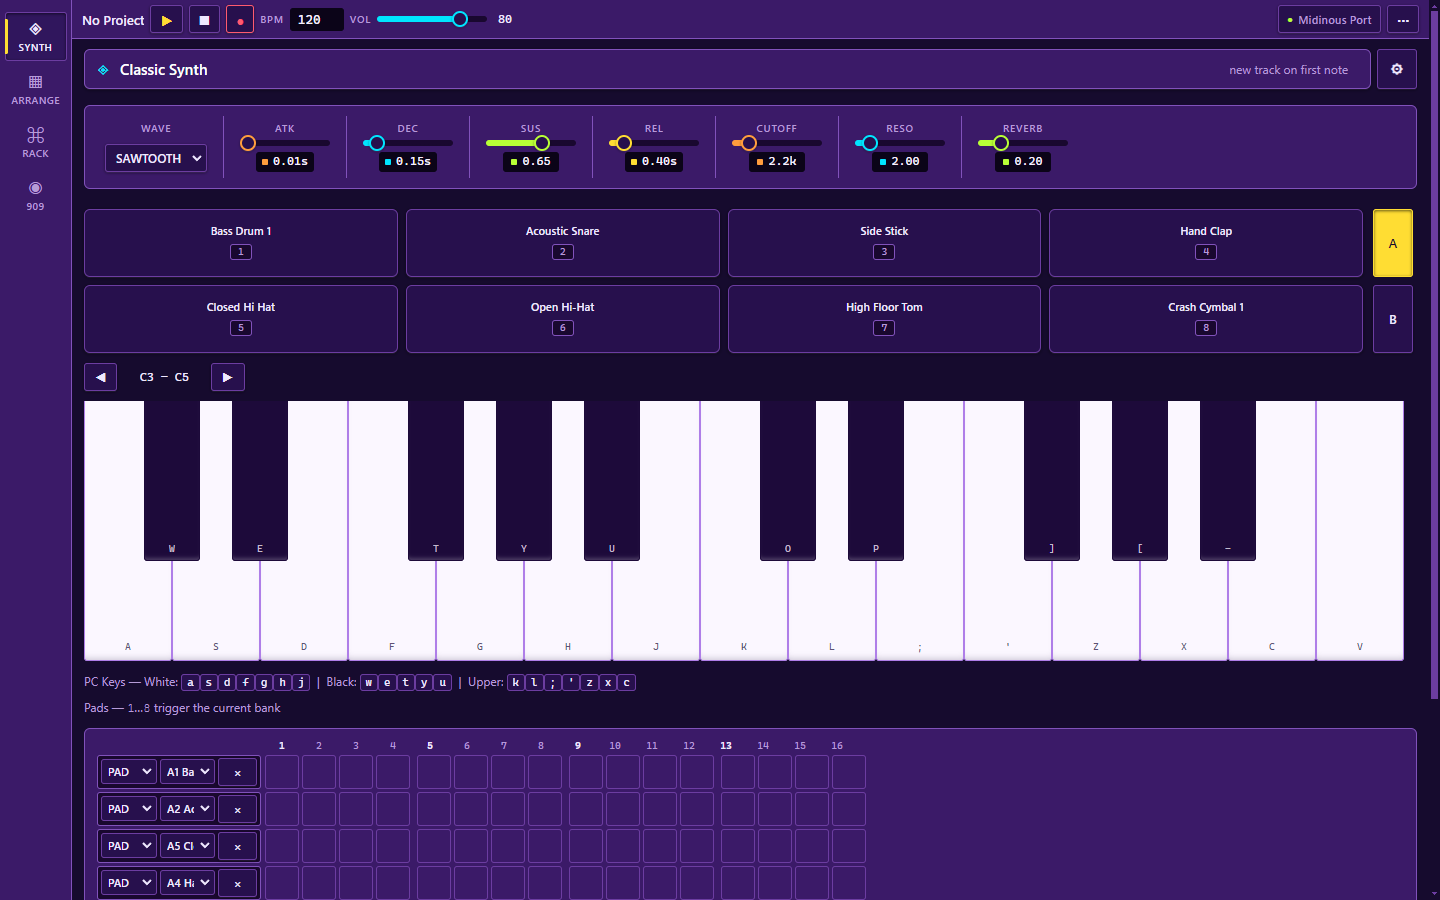 No Project
BPM 120 VOL 80
Midinous Port
...
SYNTH
ARRANGE
RACK
909
Classic Synth
new track on first note
WAVE ATK DEC SUS REL CUTOFF RESO REVERB
SAWTOOTH 0.01s 0.15s 0.65 0.40s 2.2k 2.00 0.20
Bass Drum 1 Acoustic Snare Side Stick Hand Clap
1 2 3 4
A
Closed Hi Hat Open Hi-Hat High Floor Tom Crash Cymbal 1
5 6 7 8
B
C3 – C5
W E T Y U O P ] [ –
A S D F G H J K L ; ' Z X C V
PC Keys — White: a s d f g h j | Black: w e t y u | Upper: k l ; ' z x c
Pads — 1…8 trigger the current bank
1 2 3 4 5 6 7 8 9 10 11 12 13 14 15 16
PAD A1 Ba ×
PAD A2 Ac ×
PAD A5 Cl ×
PAD A4 Ha ×